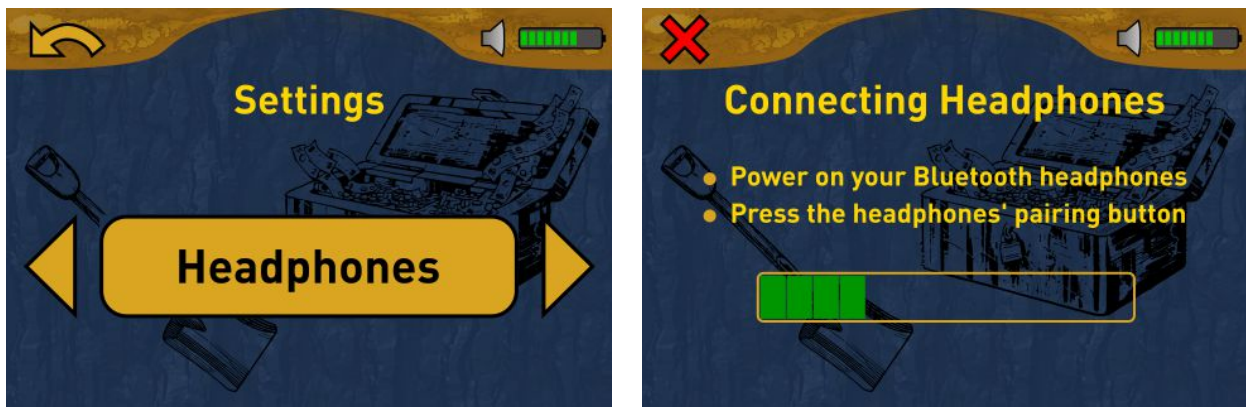 Settings
Headphones
Connecting Headphones
Power on your Bluetooth headphones
Press the headphones' pairing button